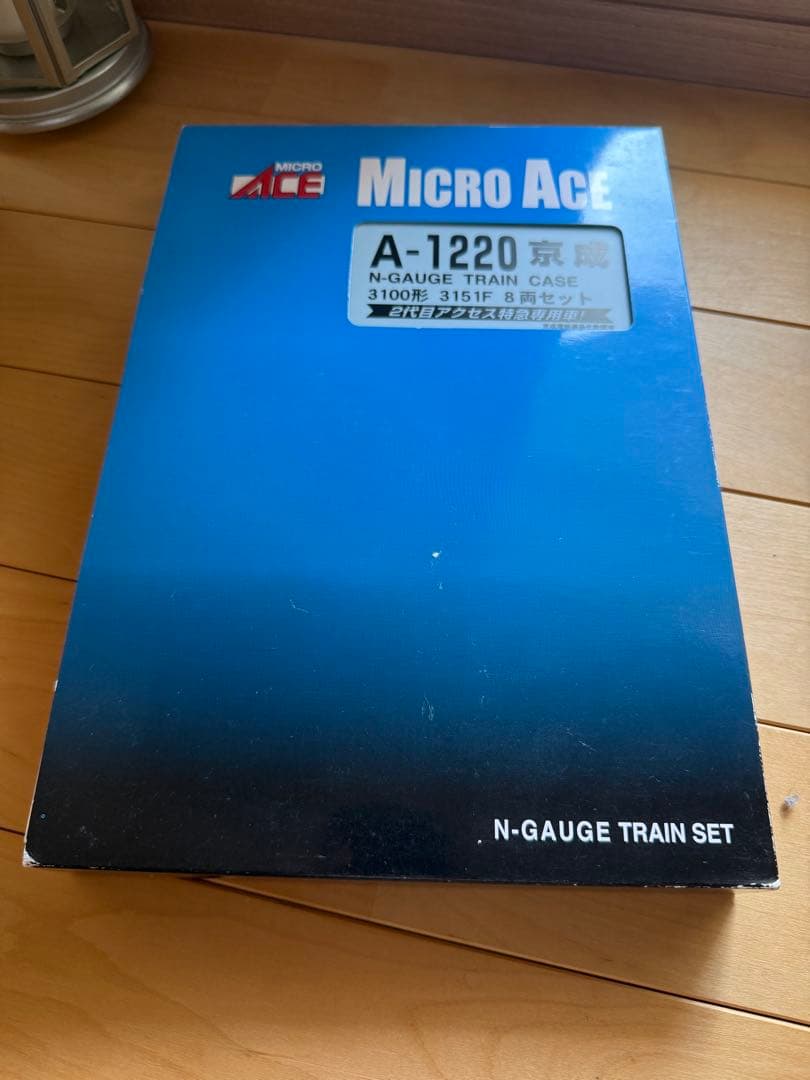 MICRO
ACE
MICRO ACE
A-1220 京成
N-GAUGE TRAIN CASE
3100形 3151F 8両セット
2代目アクセス特急専用車!
N-GAUGE TRAIN SET